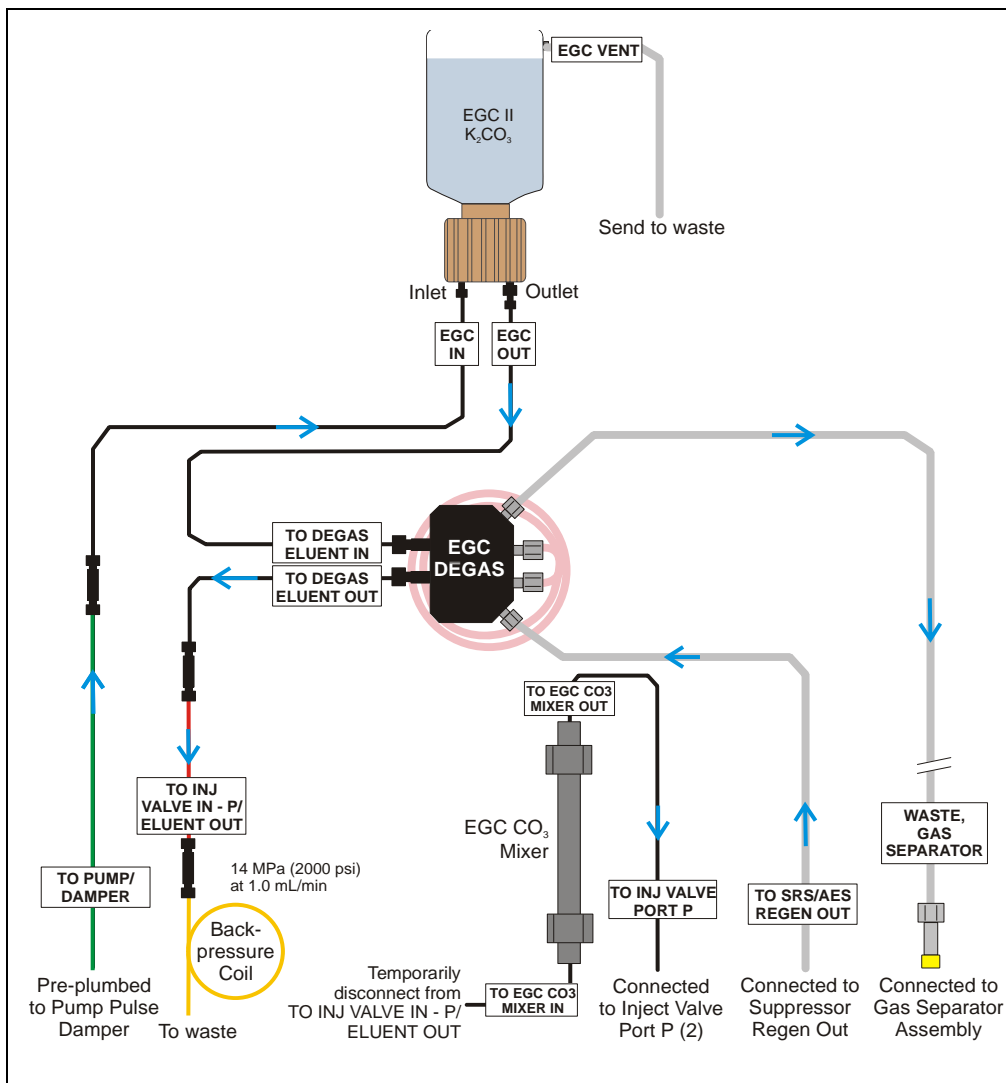 EGC VENT
EGC II
K₂CO₃
Send to waste
Inlet
Outlet
EGC
IN
EGC
OUT
TO DEGAS
ELUENT IN
EGC
DEGAS
TO DEGAS
ELUENT OUT
TO EGC CO3
MIXER OUT
TO INJ
VALVE IN - P/
ELUENT OUT
EGC CO₃
Mixer
WASTE,
GAS
SEPARATOR
14 MPa (2000 psi)
at 1.0 mL/min
TO PUMP/
DAMPER
TO INJ VALVE
PORT P
TO SRS/AES
REGEN OUT
Back-
pressure
Coil
Pre-plumbed
to Pump Pulse
Damper
To waste
Temporarily
disconnect from
TO INJ VALVE IN - P/
ELUENT OUT
TO EGC CO3
MIXER IN
Connected
to Inject Valve
Port P (2)
Connected to
Suppressor
Regen Out
Connected to
Gas Separator
Assembly